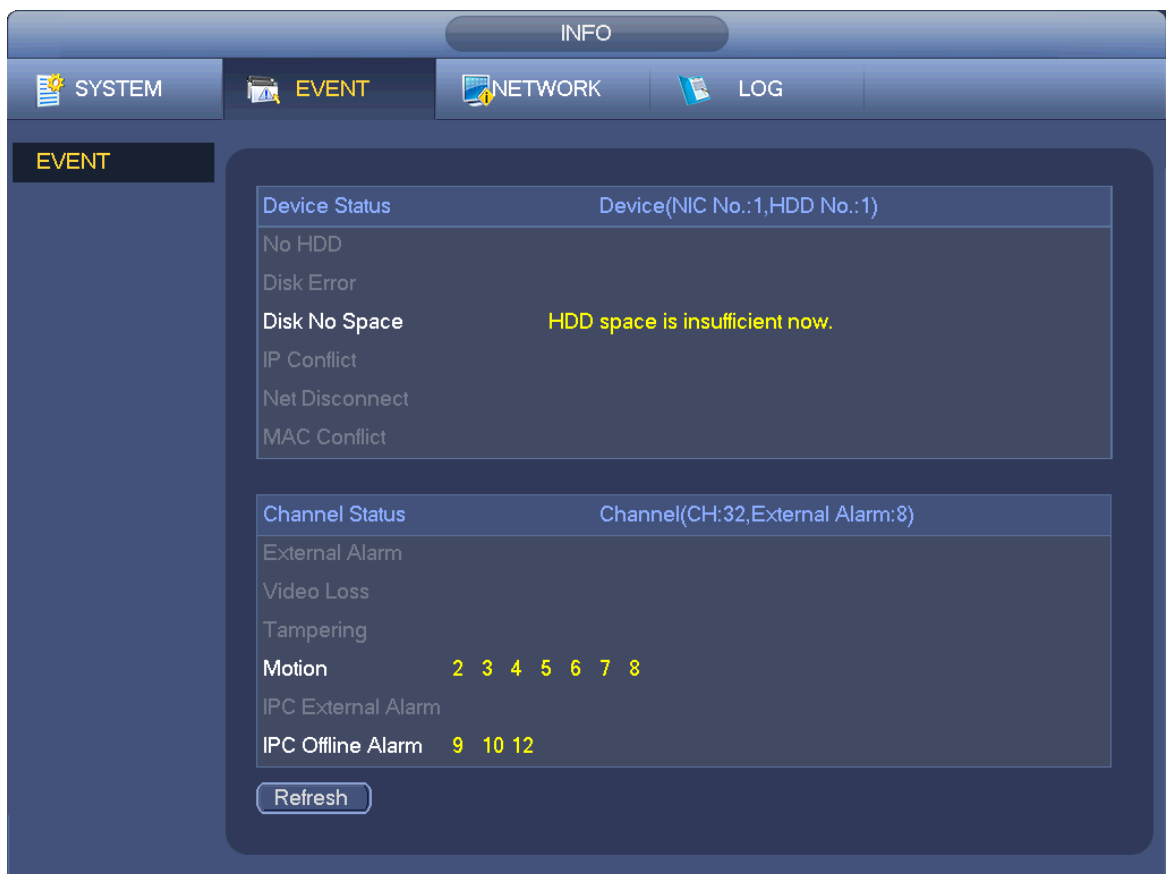 INFO
SYSTEM EVENT NETWORK LOG
EVENT
Device Status Device(NIC No.:1,HDD No.:1)
No HDD
Disk Error
Disk No Space HDD space is insufficient now.
IP Conflict
Net Disconnect
MAC Conflict
Channel Status Channel(CH:32,External Alarm:8)
External Alarm
Video Loss
Tampering
Motion 2 3 4 5 6 7 8
IPC External Alarm
IPC Offline Alarm 9 10 12
Refresh